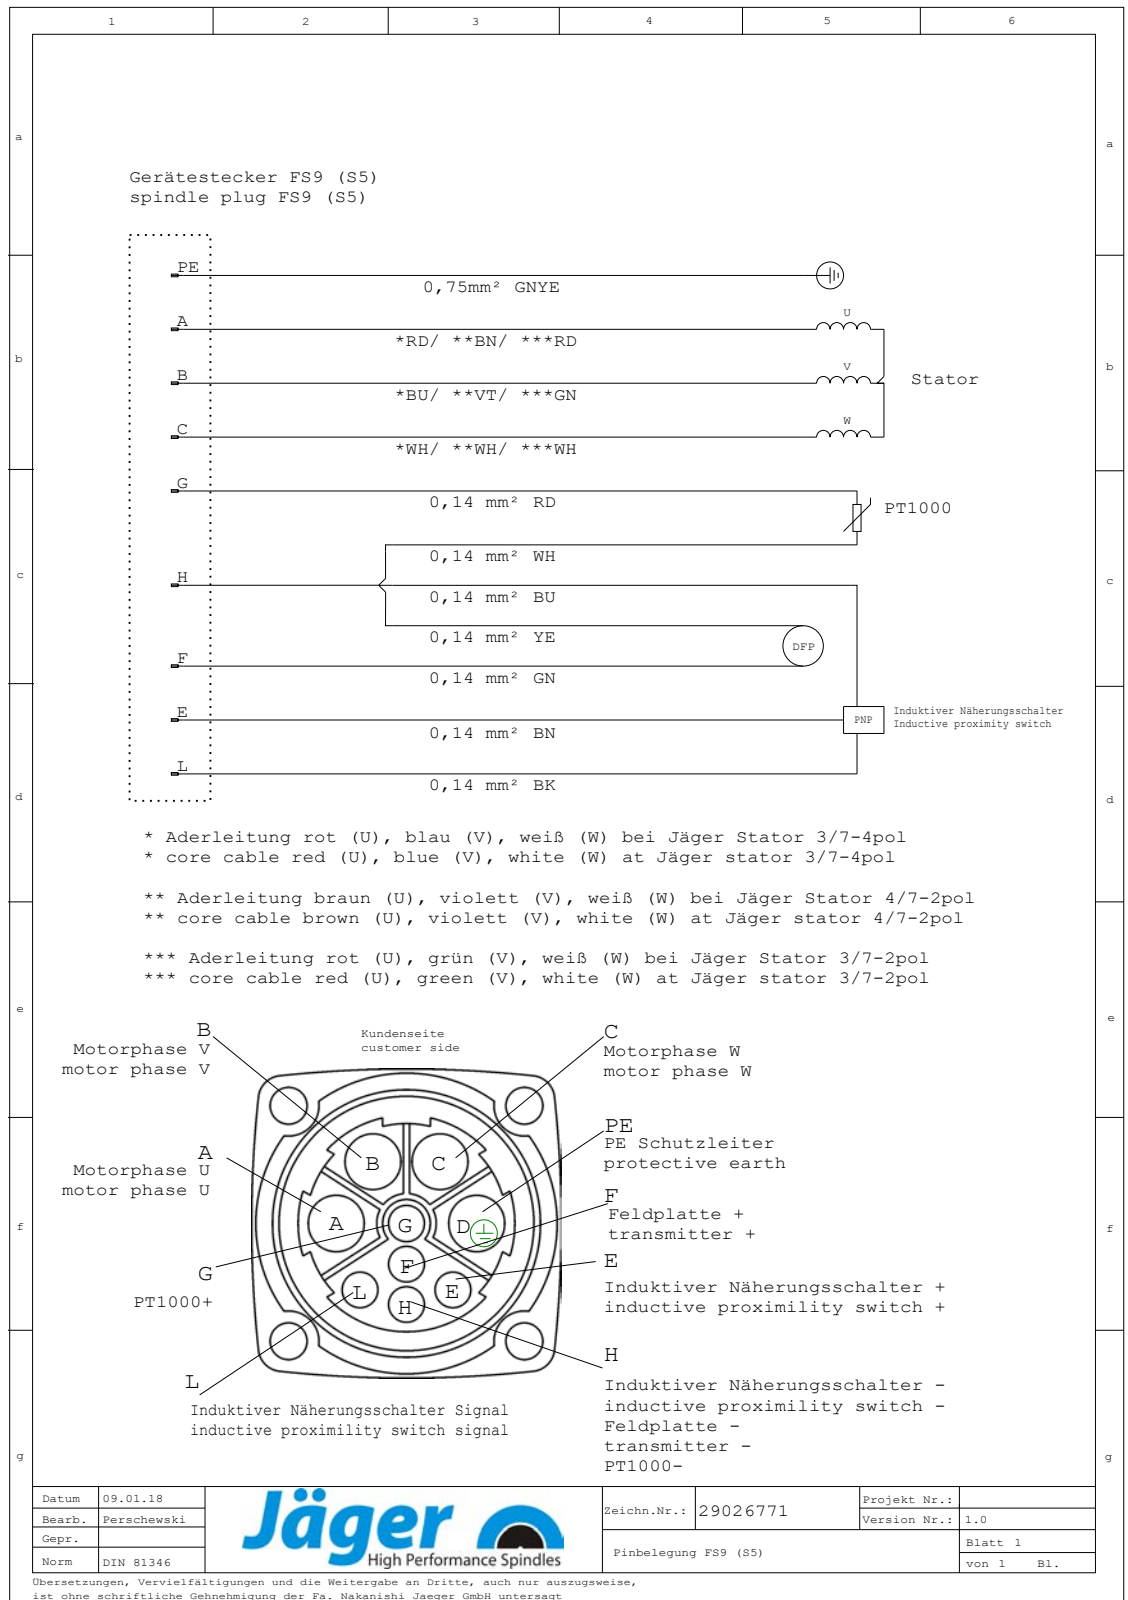 1 2 3 4 5 6
a a
Gerätestecker FS9 (S5)
spindle plug FS9 (S5)
PE
0,75mm² GNYE
A
U
*RD/ **BN/ ***RD
b b
B
V
Stator
*BU/ **VT/ ***GN
C
W
*WH/ **WH/ ***WH
G
0,14 mm² RD
PT1000
0,14 mm² WH
c c
H
0,14 mm² BU
0,14 mm² YE
DFP
F
0,14 mm² GN
E
PNP
Induktiver Näherungsschalter
Inductive proximity switch
0,14 mm² BN
L
0,14 mm² BK
d d
* Aderleitung rot (U), blau (V), weiß (W) bei Jäger Stator 3/7-4pol
* core cable red (U), blue (V), white (W) at Jäger stator 3/7-4pol
** Aderleitung braun (U), violett (V), weiß (W) bei Jäger Stator 4/7-2pol
** core cable brown (U), violett (V), white (W) at Jäger stator 4/7-2pol
*** Aderleitung rot (U), grün (V), weiß (W) bei Jäger Stator 3/7-2pol
*** core cable red (U), green (V), white (W) at Jäger stator 3/7-2pol
e e
Kundenseite
customer side
B
Motorphase V
motor phase V
C
Motorphase W
motor phase W
PE
PE Schutzleiter
protective earth
A
Motorphase U
motor phase U
F
Feldplatte +
transmitter +
B C
A G D
F
L E
H
f f
G
PT1000+
E
Induktiver Näherungsschalter +
inductive proximility switch +
H
Induktiver Näherungsschalter -
inductive proximility switch -
Feldplatte -
transmitter -
PT1000-
L
Induktiver Näherungsschalter Signal
inductive proximility switch signal
g g
Datum 09.01.18
Bearb. Perschewski
Gepr.
Norm DIN 81346
Jäger
High Performance Spindles
Zeichn.Nr.: 29026771
Pinbelegung FS9 (S5)
Projekt Nr.:
Version Nr.: 1.0
Blatt 1
von 1 Bl.
Übersetzungen, Vervielfältigungen und die Weitergabe an Dritte, auch nur auszugsweise,
ist ohne schriftliche Gehnehmigung der Fa. Nakanishi Jaeger GmbH untersagt